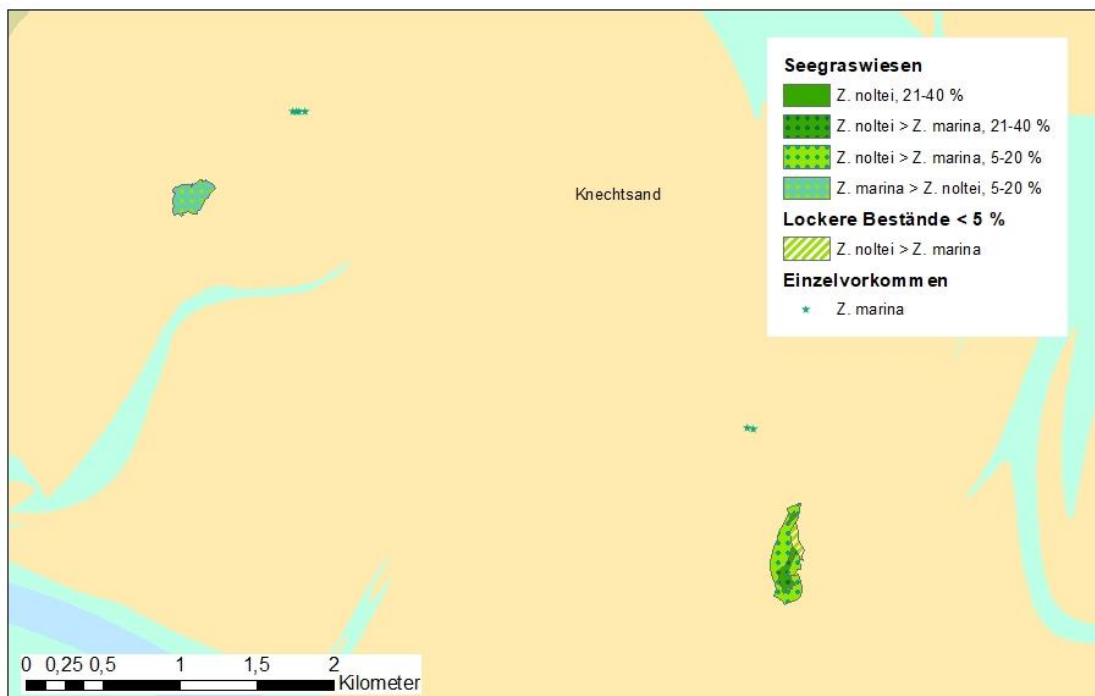 Seegraswiesen
Z. noltei, 21-40 %
Z. noltei > Z. marina, 21-40 %
Z. noltei > Z. marina, 5-20 %
Z. marina > Z. noltei, 5-20 %
Lockere Bestände < 5 %
Z. noltei > Z. marina
Einzelvorkommen
Z. marina
Knechtsand
0 0,25 0,5 1 1,5 2
Kilometer